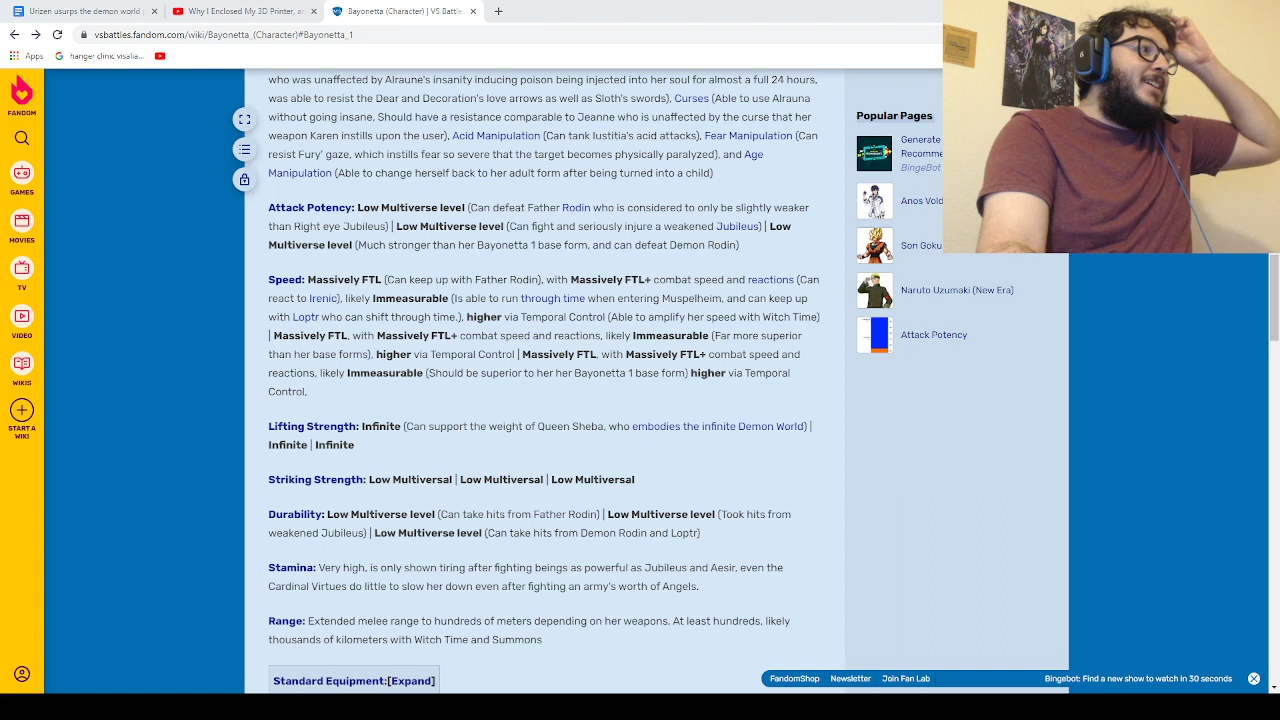 Urizen usurps the demon world
Why I Enclosed My 3D Printer, a
Bayonetta (Character) | VS Battle
vsbattles.fandom.com/wiki/Bayonetta_(Character)#Bayonetta_1
Apps
hanger clinic visalia...
FANDOM
GAMES
MOVIES
TV
VIDEO
WIKIS
START A
WIKI
who was unaffected by Alraune's insanity inducing poison being injected into her soul for almost a full 24 hours,
was able to resist the Dear and Decoration's love arrows as well as Sloth's swords), Curses (Able to use Alrauna
without going insane, Should have a resistance comparable to Jeanne who is unaffected by the curse that her
weapon Karen instills upon the user), Acid Manipulation (Can tank Iustitia's acid attacks), Fear Manipulation (Can
resist Fury' gaze, which instills fear so severe that the target becomes physically paralyzed), and Age
Manipulation (Able to change herself back to her adult form after being turned into a child)
Attack Potency: Low Multiverse level (Can defeat Father Rodin who is considered to only be slightly weaker
than Right eye Jubileus) | Low Multiverse level (Can fight and seriously injure a weakened Jubileus) | Low
Multiverse level (Much stronger than her Bayonetta 1 base form, and can defeat Demon Rodin)
Speed: Massively FTL (Can keep up with Father Rodin), with Massively FTL+ combat speed and reactions (Can
react to Irenic), likely Immeasurable (Is able to run through time when entering Muspelheim, and can keep up
with Loptr who can shift through time.), higher via Temporal Control (Able to amplify her speed with Witch Time)
| Massively FTL, with Massively FTL+ combat speed and reactions, likely Immeasurable (Far more superior
than her base forms), higher via Temporal Control | Massively FTL, with Massively FTL+ combat speed and
reactions, likely Immeasurable (Should be superior to her her Bayonetta 1 base form) higher via Temporal
Control,
Lifting Strength: Infinite (Can support the weight of Queen Sheba, who embodies the infinite Demon World) |
Infinite | Infinite
Striking Strength: Low Multiversal | Low Multiversal | Low Multiversal
Durability: Low Multiverse level (Can take hits from Father Rodin) | Low Multiverse level (Took hits from
weakened Jubileus) | Low Multiverse level (Can take hits from Demon Rodin and Loptr)
Stamina: Very high, is only shown tiring after fighting beings as powerful as Jubileus and Aesir, even the
Cardinal Virtues do little to slow her down even after fighting an army's worth of Angels.
Range: Extended melee range to hundreds of meters depending on her weapons, At least hundreds, likely
thousands of kilometers with Witch Time and Summons
Standard Equipment:[Expand]
Popular Pages
Generate
Recomme
BingeBot
Anos Vold
Son Goku
Naruto Uzumaki (New Era)
Attack Potency
FandomShop Newsletter Join Fan Lab Bingebot: Find a new show to watch in 30 seconds